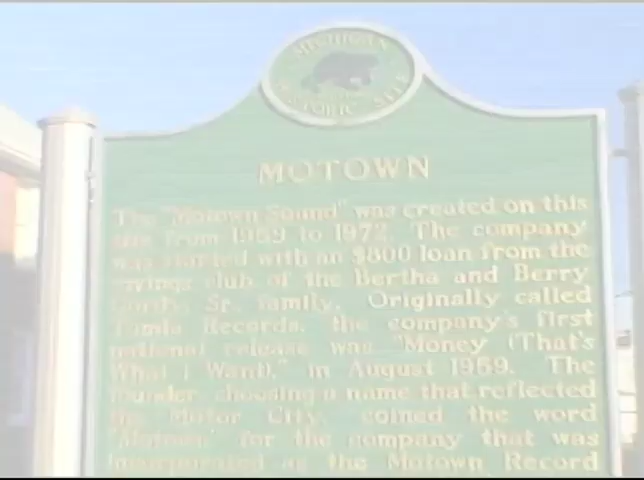 MICHIGAN
HISTORIC SITE
MOTOWN
The "Motown Sound" was created on this
site from 1959 to 1972. The company
was started with an $800 loan from the
savings club of the Bertha and Berry
Gordy, Sr. family. Originally called
Tamla Records, the company's first
national release was "Money (That's
What I Want)," in August 1959. The
founder, choosing a name that reflected
the Motor City, coined the word
"Motown" for the company that was
incorporated as the Motown Record